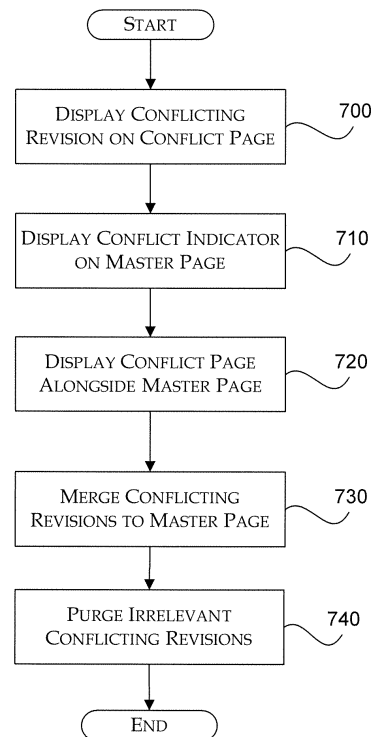 START
DISPLAY CONFLICTING
REVISION ON CONFLICT PAGE
700
DISPLAY CONFLICT INDICATOR
ON MASTER PAGE
710
DISPLAY CONFLICT PAGE
ALONGSIDE MASTER PAGE
720
MERGE CONFLICTING
REVISIONS TO MASTER PAGE
730
PURGE IRRELEVANT
CONFLICTING REVISIONS
740
END